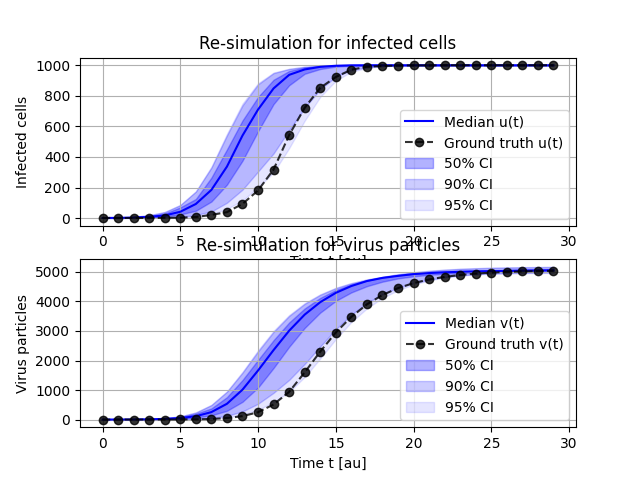 Re-simulation for infected cells
Infected cells
1000
800
600
400
200
0
Median u(t)
Ground truth u(t)
50% CI
90% CI
95% CI
0 5 10 15 20 25 30
Time t [au]
Re-simulation for virus particles
Virus particles
5000
4000
3000
2000
1000
0
Median v(t)
Ground truth v(t)
50% CI
90% CI
95% CI
0 5 10 15 20 25 30
Time t [au]